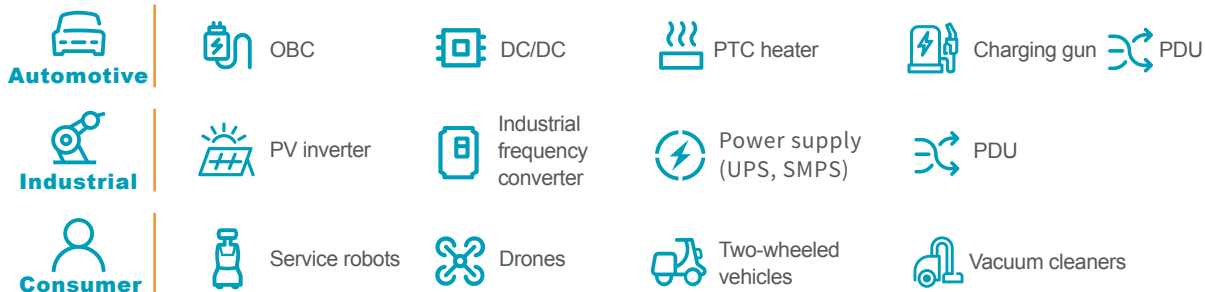 Automotive
OBC
DC/DC
PTC heater
Charging gun
PDU
Industrial
PV inverter
Industrial
frequency
converter
Power supply
(UPS, SMPS)
PDU
Consumer
Service robots
Drones
Two-wheeled
vehicles
Vacuum cleaners